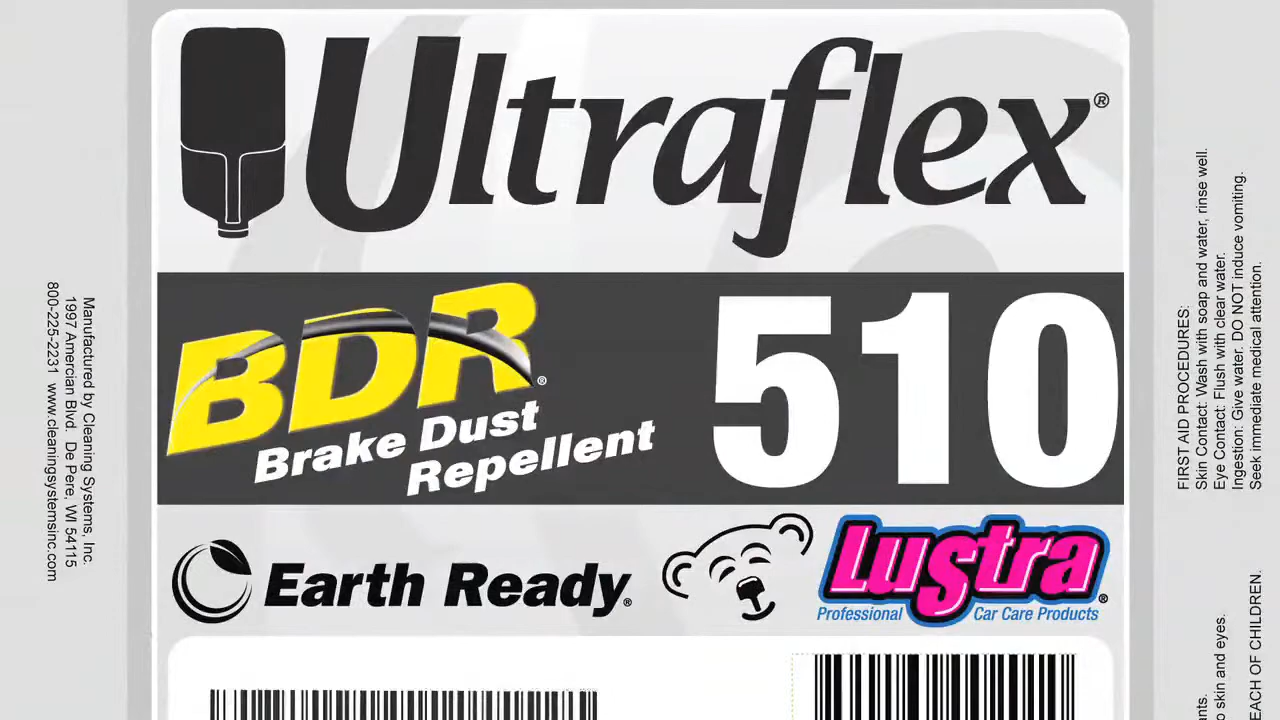 Ultraflex®
BDR®
Brake Dust
Repellent
510
Earth Ready®
Lustra®
Professional Car Care Products
Manufactured by Cleaning Systems, Inc.
1997 Amercian Blvd. De Pere, WI 54115
800-225-2231 www.cleaningsystemsinc.com
FIRST AID PROCEDURES:
Skin Contact: Wash with soap and water, rinse well.
Eye Contact: Flush with clear water.
Ingestion: Give water. DO NOT induce vomiting.
Seek immediate medical attention.
skin and eyes.
OF CHILDREN.